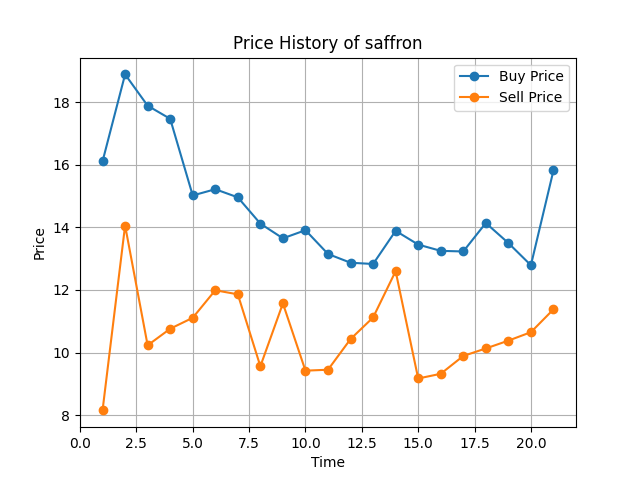 Price History of saffron
Buy Price
Sell Price
18
16
14
12
10
8
Price
0.0 2.5 5.0 7.5 10.0 12.5 15.0 17.5 20.0
Time